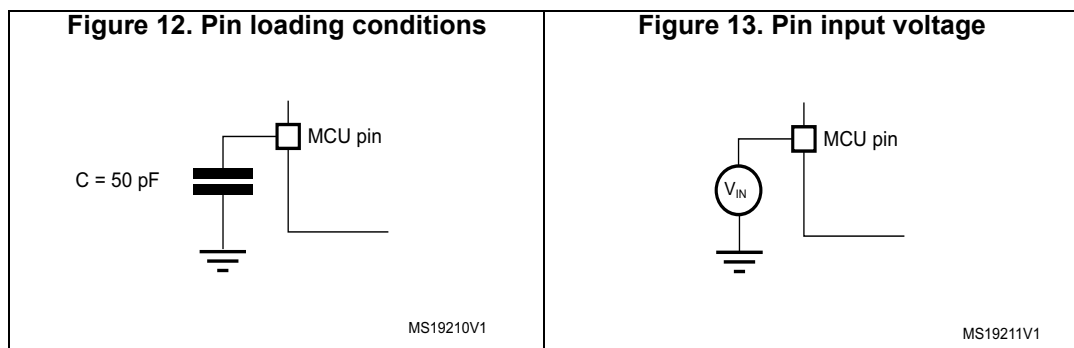 Figure 12. Pin loading conditions
MCU pin
C = 50 pF
MS19210V1
Figure 13. Pin input voltage
MCU pin
VIN
MS19211V1